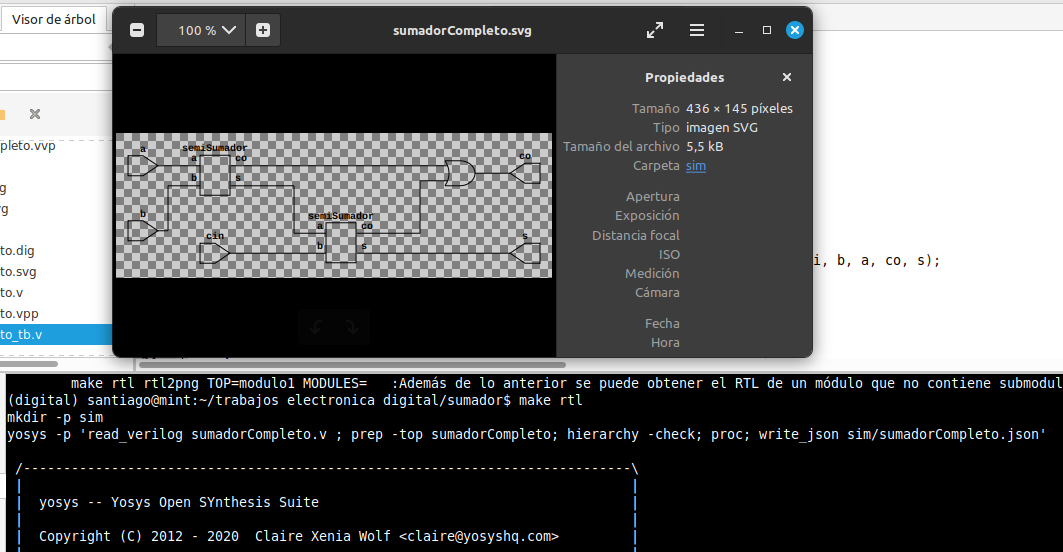 Visor de árbol
100 %
sumadorCompleto.svg
pleto.vvp
g
g
to.dig
to.svg
to.v
to.vpp
to_tb.v
a
semiSumador
a co
b s
b
cin
semiSumador
a co
b s
co
s
Propiedades
Tamaño 436 × 145 píxeles
Tipo imagen SVG
Tamaño del archivo 5,5 kB
Carpeta sim
Apertura
Exposición
Distancia focal
ISO
Medición
Cámara
Fecha
Hora
i, b, a, co, s);
make rtl rtl2png TOP=modulo1 MODULES= :Además de lo anterior se puede obtener el RTL de un módulo que no contiene submodul
(digital) santiago@mint:~/trabajos electronica digital/sumador$ make rtl
mkdir -p sim
yosys -p 'read_verilog sumadorCompleto.v ; prep -top sumadorCompleto; hierarchy -check; proc; write_json sim/sumadorCompleto.json'
/----------------------------------------------------------------------------\
| |
| yosys -- Yosys Open SYnthesis Suite |
| |
| Copyright (C) 2012 - 2020 Claire Xenia Wolf <claire@yosyshq.com> |